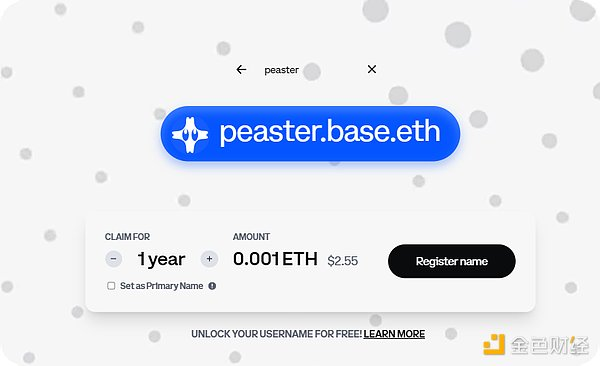 peaster
peaster.base.eth
CLAIM FOR
AMOUNT
1 year
0.001 ETH $2.55
Register name
Set as Primary Name
UNLOCK YOUR USERNAME FOR FREE! LEARN MORE
金色财经